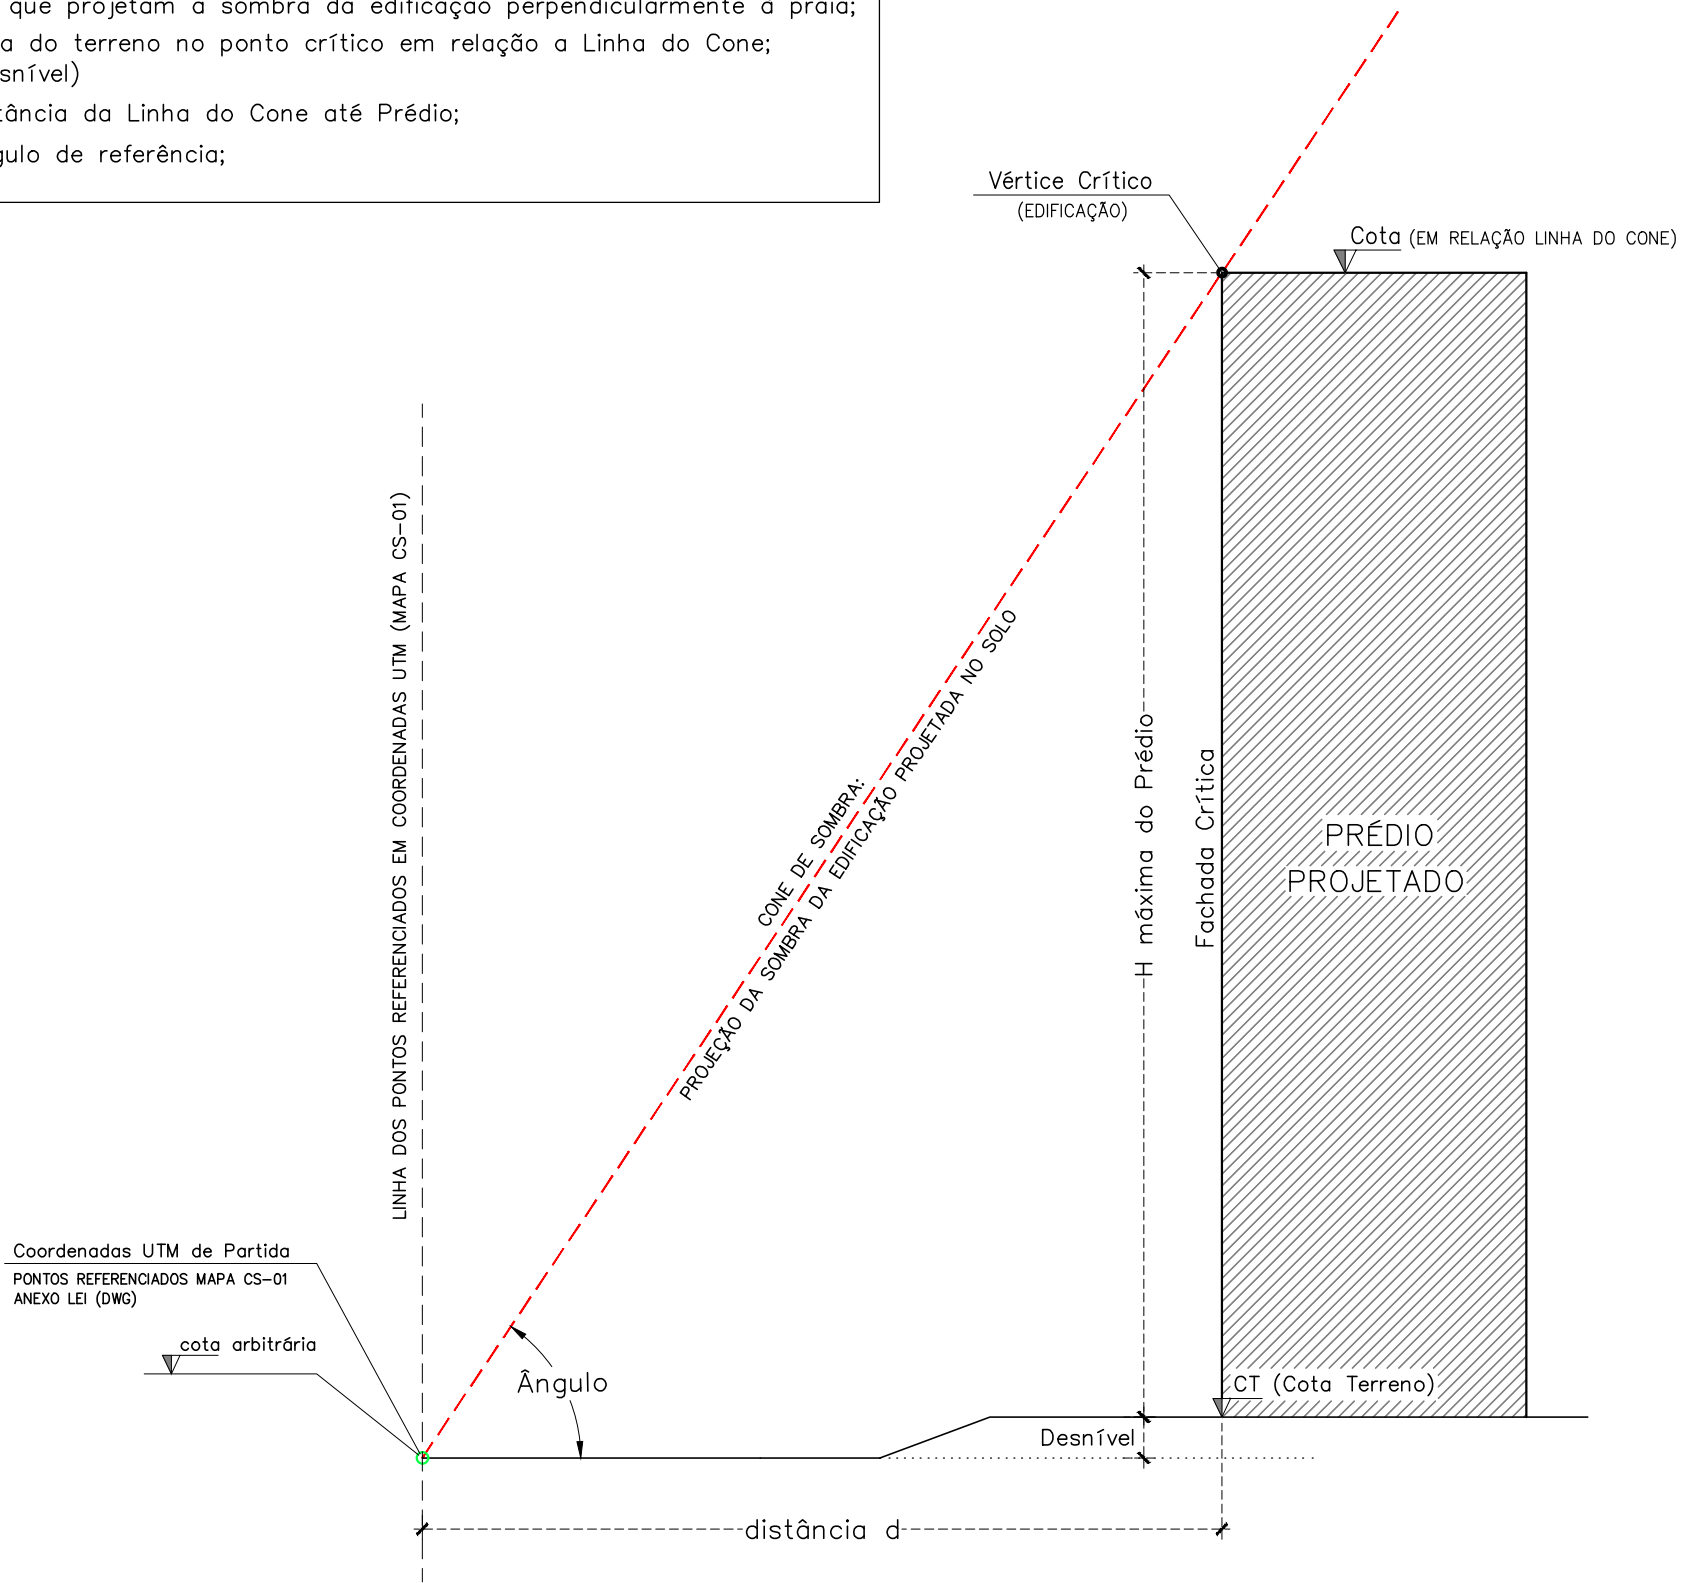 que projetam a sombra da edificação perpendicularmente a praia;
do terreno no ponto crítico em relação a Linha do Cone;
da Linha do Cone até Prédio;
de referência;
Vértice Crítico
(EDIFICAÇÃO)
Cota (EM RELAÇÃO LINHA DO CONE)
LINHA DOS PONTOS REFERENCIADOS EM COORDENADAS UTM (MAPA CS-01)
CONE DE SOMBRA:
PROJEÇÃO DA SOMBRA DA EDIFICAÇÃO PROJETADA NO SOLO
H máxima do Prédio
Fachada Crítica
PRÉDIO
PROJETADO
Coordenadas UTM de Partida
PONTOS REFERENCIADOS MAPA CS-01
ANEXO LEI (DWG)
cota arbitrária
Ângulo
CT (Cota Terreno)
Desnível
distância d